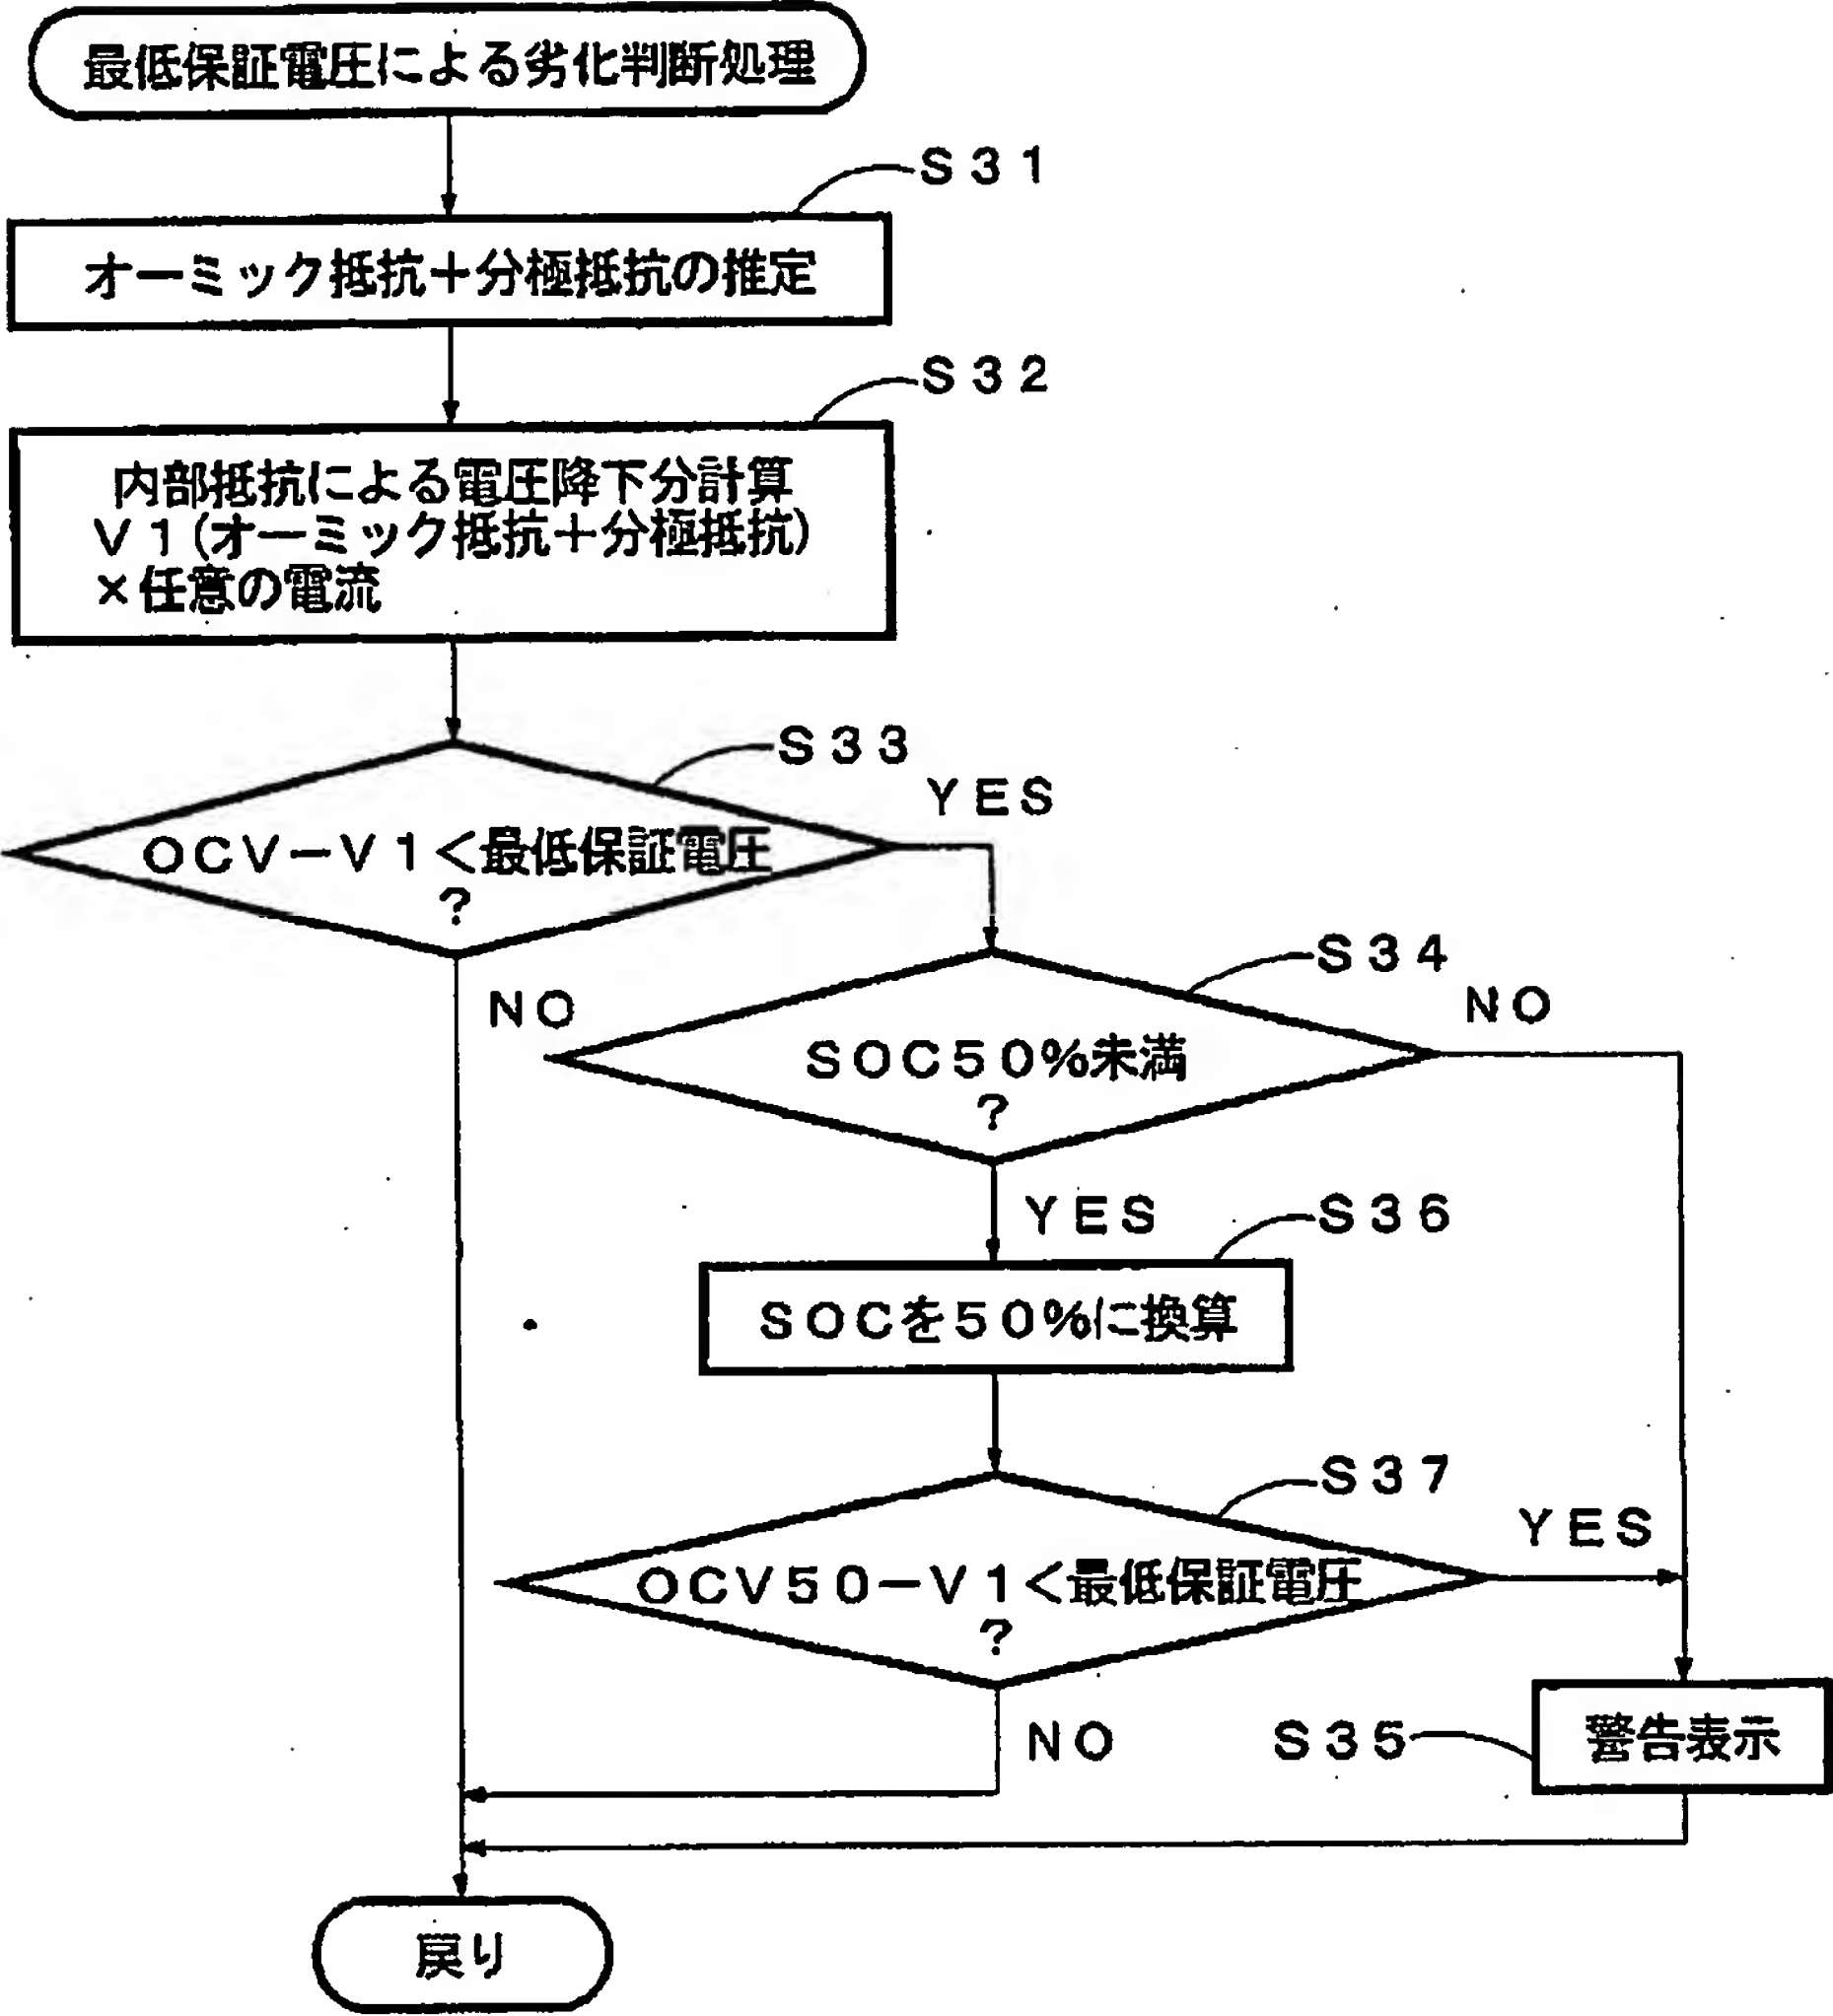 最低保証電圧による劣化判断処理
S31
オーミック抵抗+分極抵抗の推定
S32
内部抵抗による電圧降下分計算
V1(オーミック抵抗+分極抵抗)
×任意の電流
S33
YES
OCV-V1<最低保証電圧
?
S34
NO
NO
SOC50%未満
?
YES
S36
SOCを50%に換算
S37
YES
OCV50-V1<最低保証電圧
?
NO
S35
警告表示
戻り